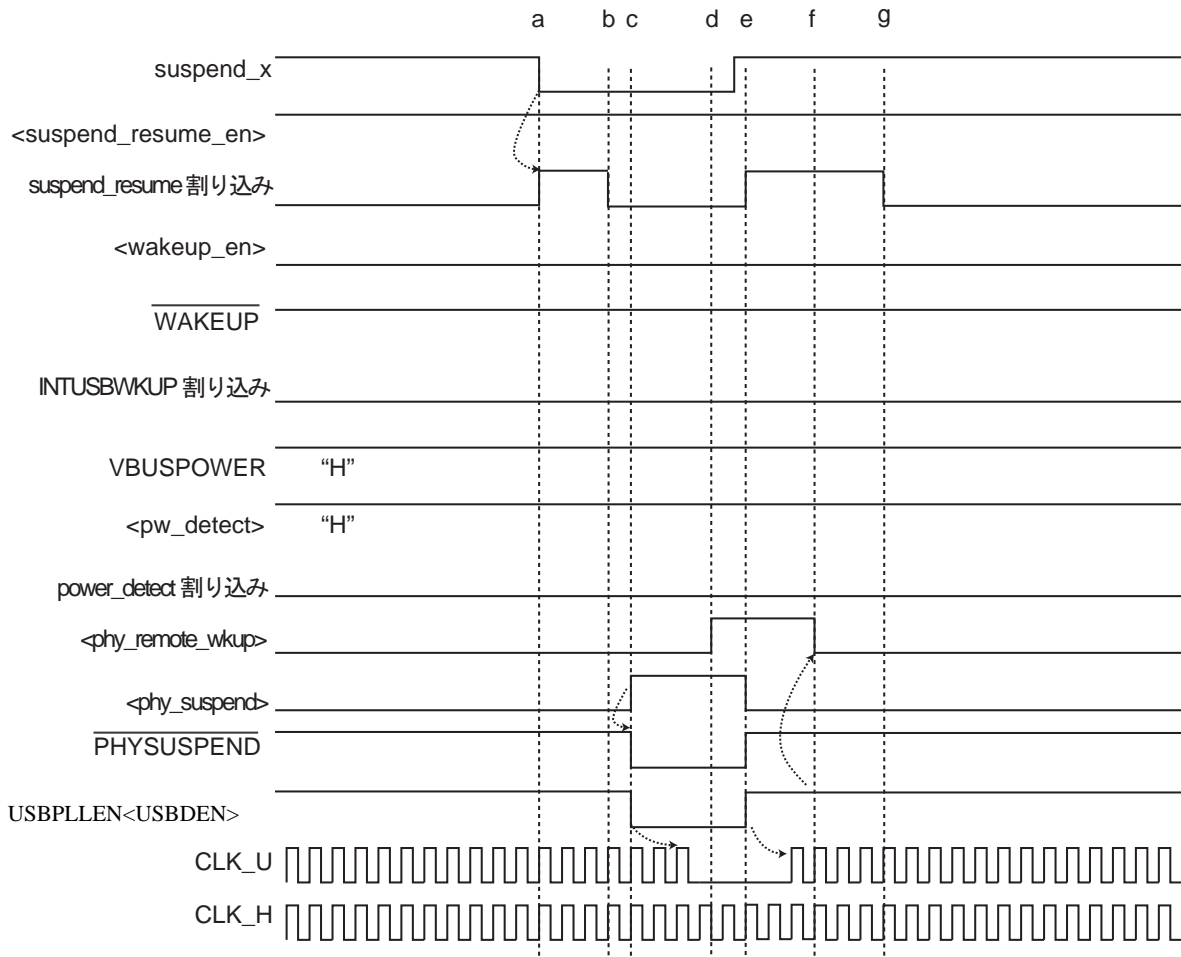 a b c d e f g
suspend_x
<suspend_resume_en>
suspend_resume 割り込み
<wakeup_en>
WAKEUP
INTUSBWKUP 割り込み
VBUSPOWER “H”
<pw_detect> “H”
power_detect 割り込み
<phy_remote_wkup>
<phy_suspend>
PHYSUSPEND
USBPLLEN<USBDEN>
CLK_U
CLK_H